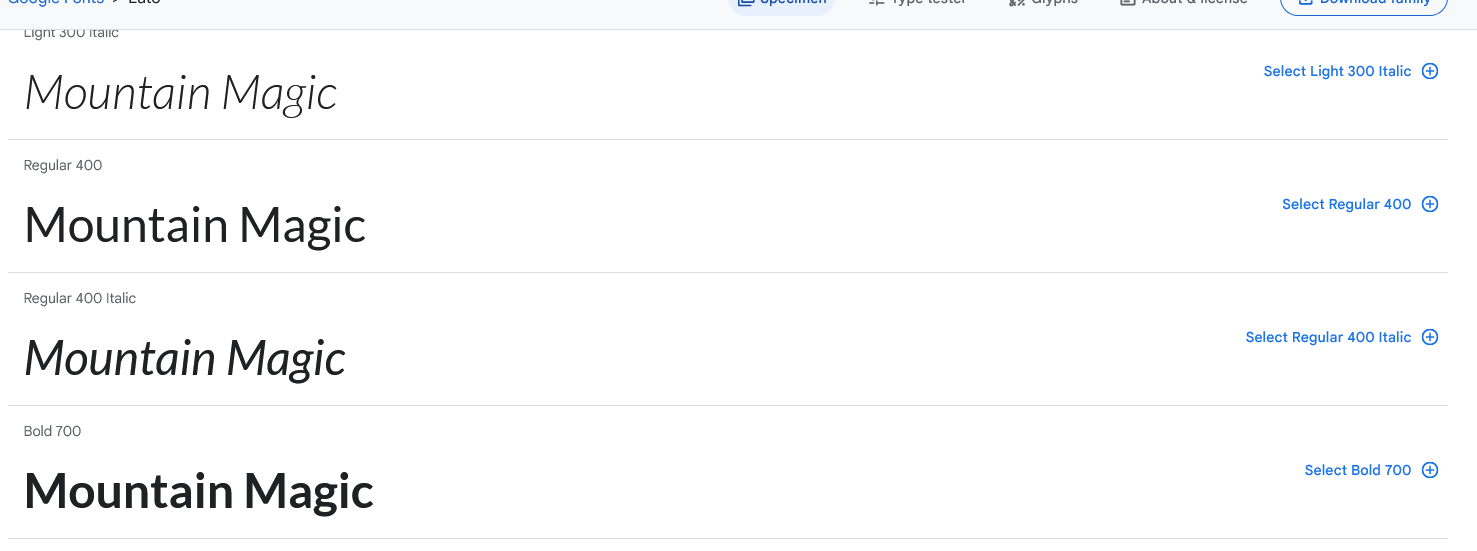 Google Fonts > Lato
Specimen Type tester Glyphs About & license Download family
Light 300 Italic
Mountain Magic
Select Light 300 Italic
Regular 400
Mountain Magic
Select Regular 400
Regular 400 Italic
Mountain Magic
Select Regular 400 Italic
Bold 700
Mountain Magic
Select Bold 700